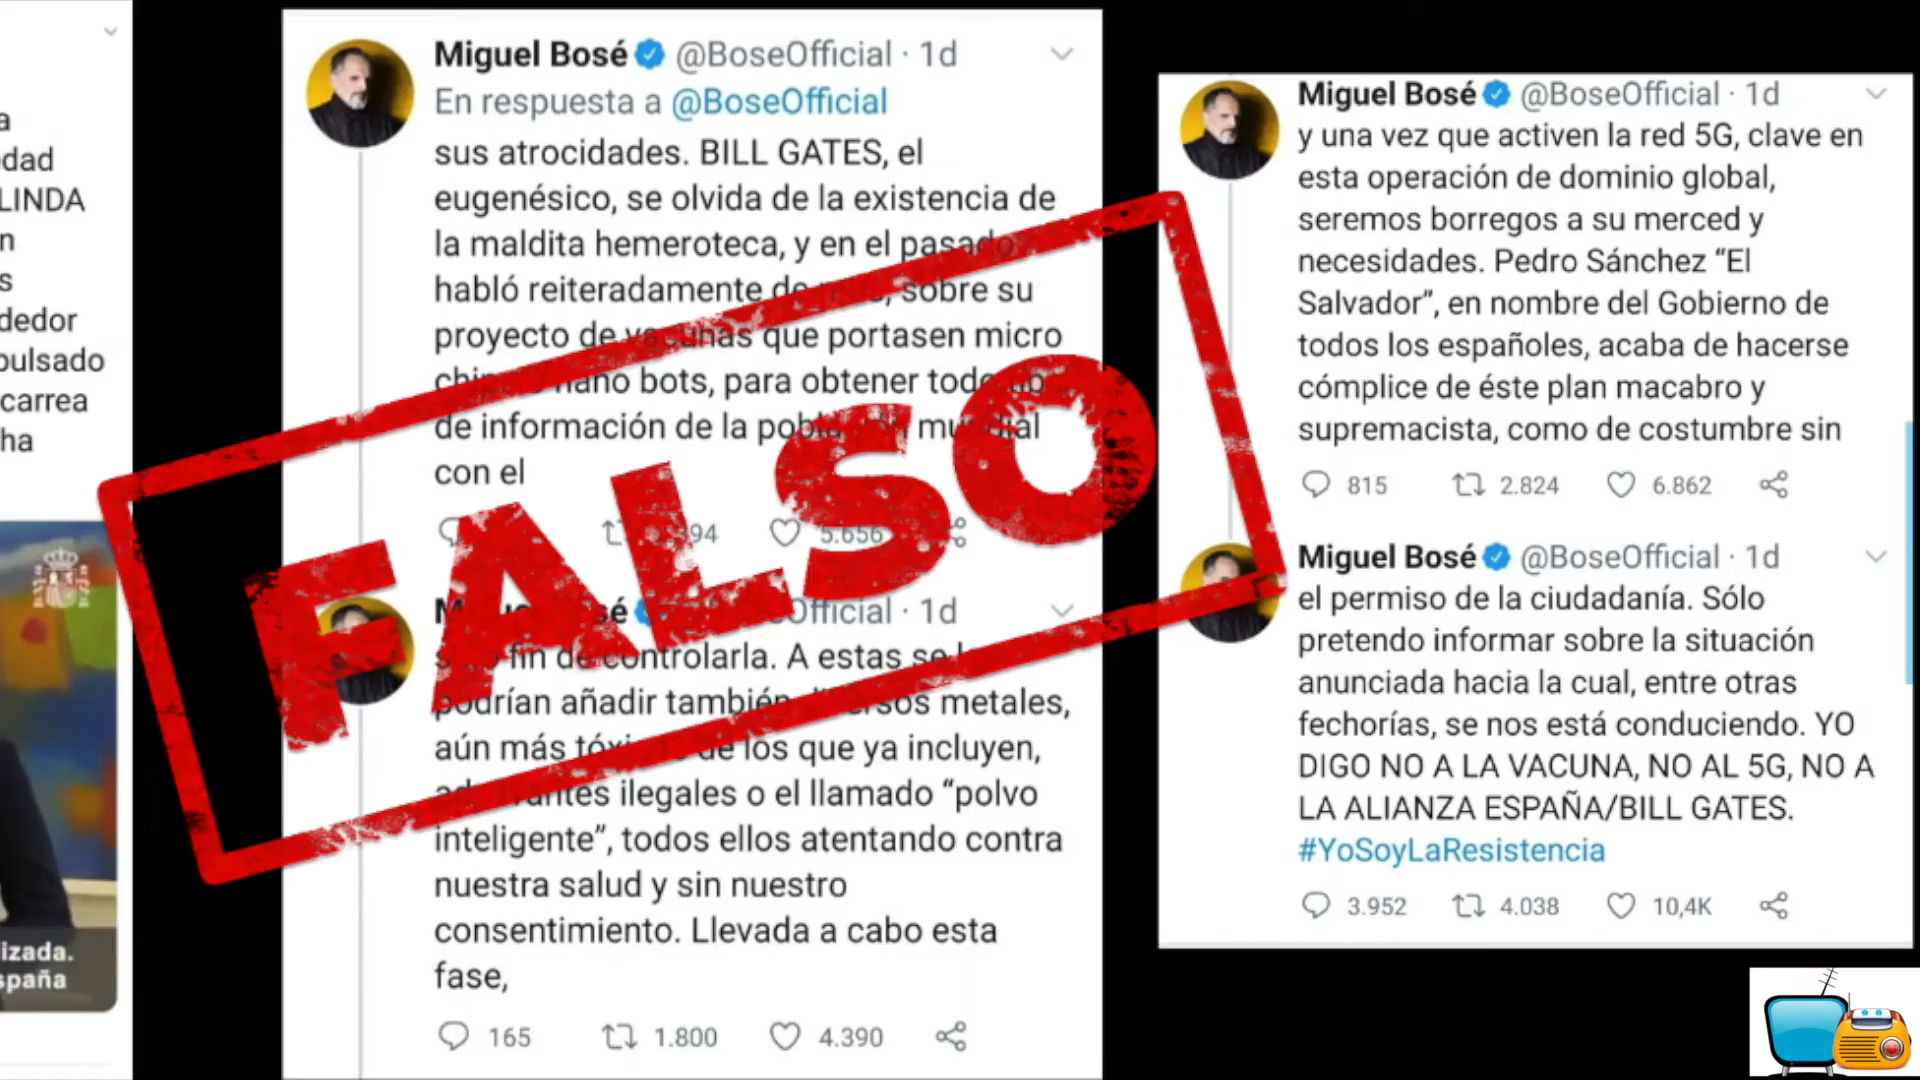 a
edad
LINDA
n
s
dedor
pulsado
carrea
ha
izada.
spaña
Miguel Bosé @BoseOfficial · 1d
En respuesta a @BoseOfficial
sus atrocidades. BILL GATES, el
eugenésico, se olvida de la existencia de
la maldita hemeroteca, y en el pasado
habló reiteradamente sobre su
proyecto de vacunas que portasen micro
bots, para obtener
de información de la
con el
5.656
@BoseOfficial · 1d
fin de controlarla. A estas se
podrían añadir también metales,
aún más de los que ya incluyen,
ilegales o el llamado “polvo
inteligente”, todos ellos atentando contra
nuestra salud y sin nuestro
consentimiento. Llevada a cabo esta
fase,
165 1.800 4.390
FALSO
Miguel Bosé @BoseOfficial · 1d
y una vez que activen la red 5G, clave en
esta operación de dominio global,
seremos borregos a su merced y
necesidades. Pedro Sánchez “El
Salvador”, en nombre del Gobierno de
todos los españoles, acaba de hacerse
cómplice de éste plan macabro y
supremacista, como de costumbre sin
815 2.824 6.862
Miguel Bosé @BoseOfficial · 1d
el permiso de la ciudadanía. Sólo
pretendo informar sobre la situación
anunciada hacia la cual, entre otras
fechorías, se nos está conduciendo. YO
DIGO NO A LA VACUNA, NO AL 5G, NO A
LA ALIANZA ESPAÑA/BILL GATES.
#YoSoyLaResistencia
3.952 4.038 10,4K